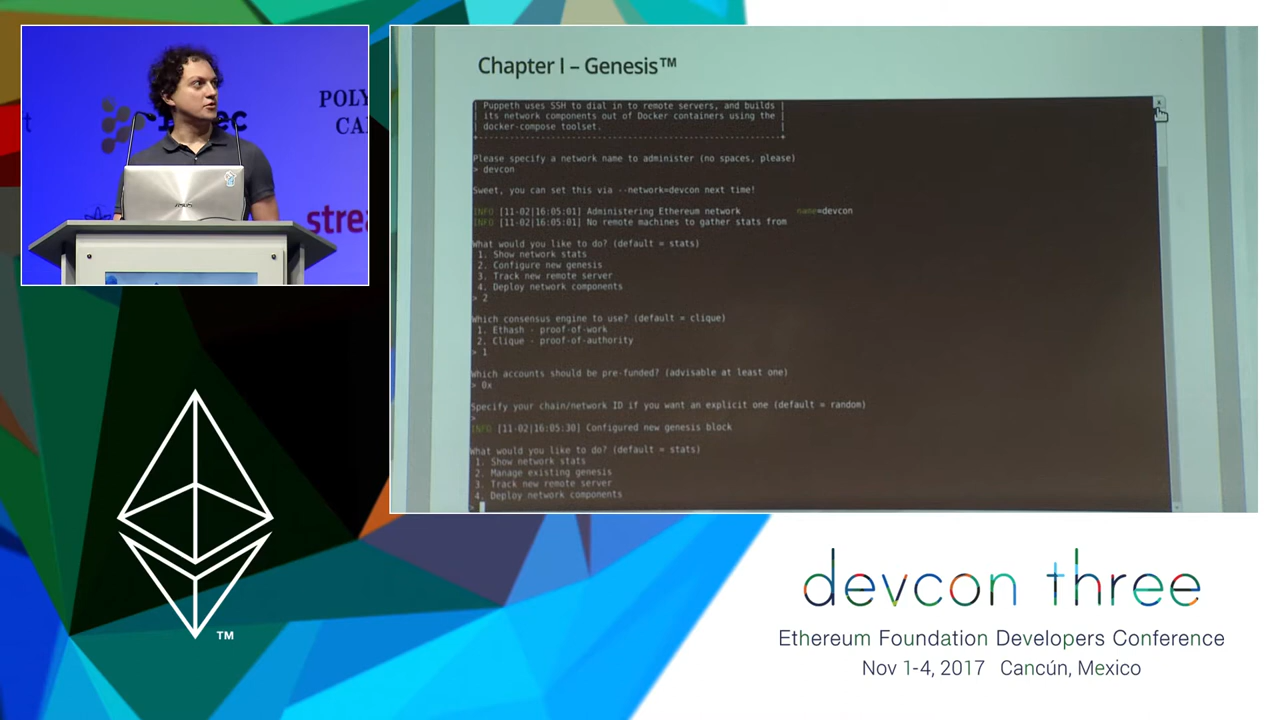 POLY
CA
stre
Chapter I – Genesis™
| Puppeth uses SSH to dial in to remote servers, and builds |
| its network components out of Docker containers using the |
| docker-compose toolset. |
Please specify a network name to administer (no spaces, please)
> devcon
Sweet, you can set this via --network=devcon next time!
INFO [11-02|16:05:01] Administering Ethereum network name=devcon
INFO [11-02|16:05:01] No remote machines to gather stats from
What would you like to do? (default = stats)
1. Show network stats
2. Configure new genesis
3. Track new remote server
4. Deploy network components
> 2
Which consensus engine to use? (default = clique)
1. Ethash - proof-of-work
2. Clique - proof-of-authority
> 1
Which accounts should be pre-funded? (advisable at least one)
> 0x
Specify your chain/network ID if you want an explicit one (default = random)
>
INFO [11-02|16:05:30] Configured new genesis block
What would you like to do? (default = stats)
1. Show network stats
2. Manage existing genesis
3. Track new remote server
4. Deploy network components
>
TM
devcon three
Ethereum Foundation Developers Conference
Nov 1-4, 2017 Cancún, Mexico